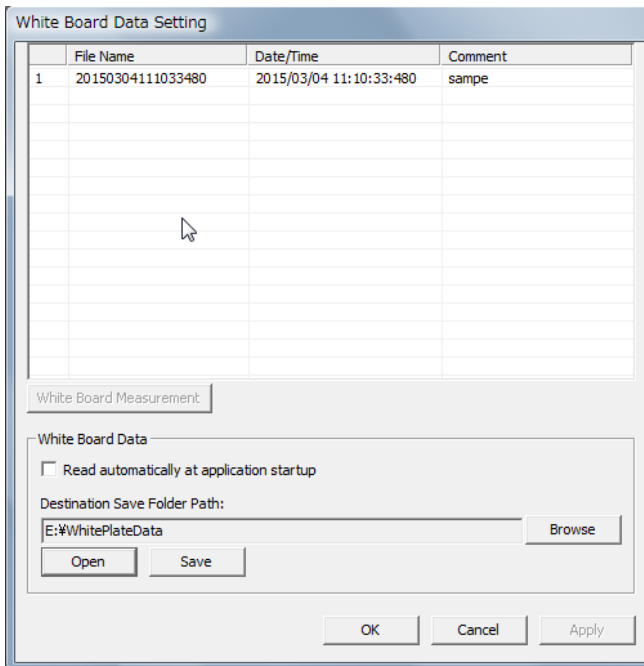 White Board Data Setting
File Name Date/Time Comment
1 20150304111033480 2015/03/04 11:10:33:480 sampe
White Board Measurement
White Board Data
Read automatically at application startup
Destination Save Folder Path:
E:¥WhitePlateData Browse
Open Save
OK Cancel Apply